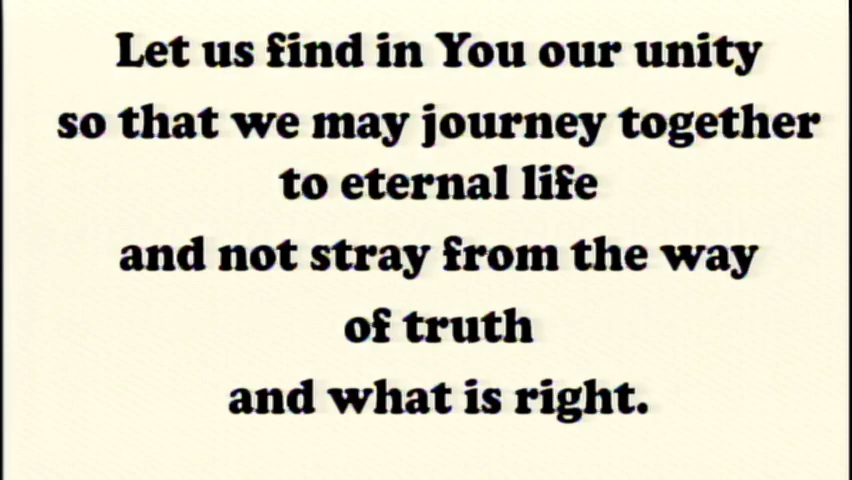 Let us find in You our unity
so that we may journey together
to eternal life
and not stray from the way
of truth
and what is right.